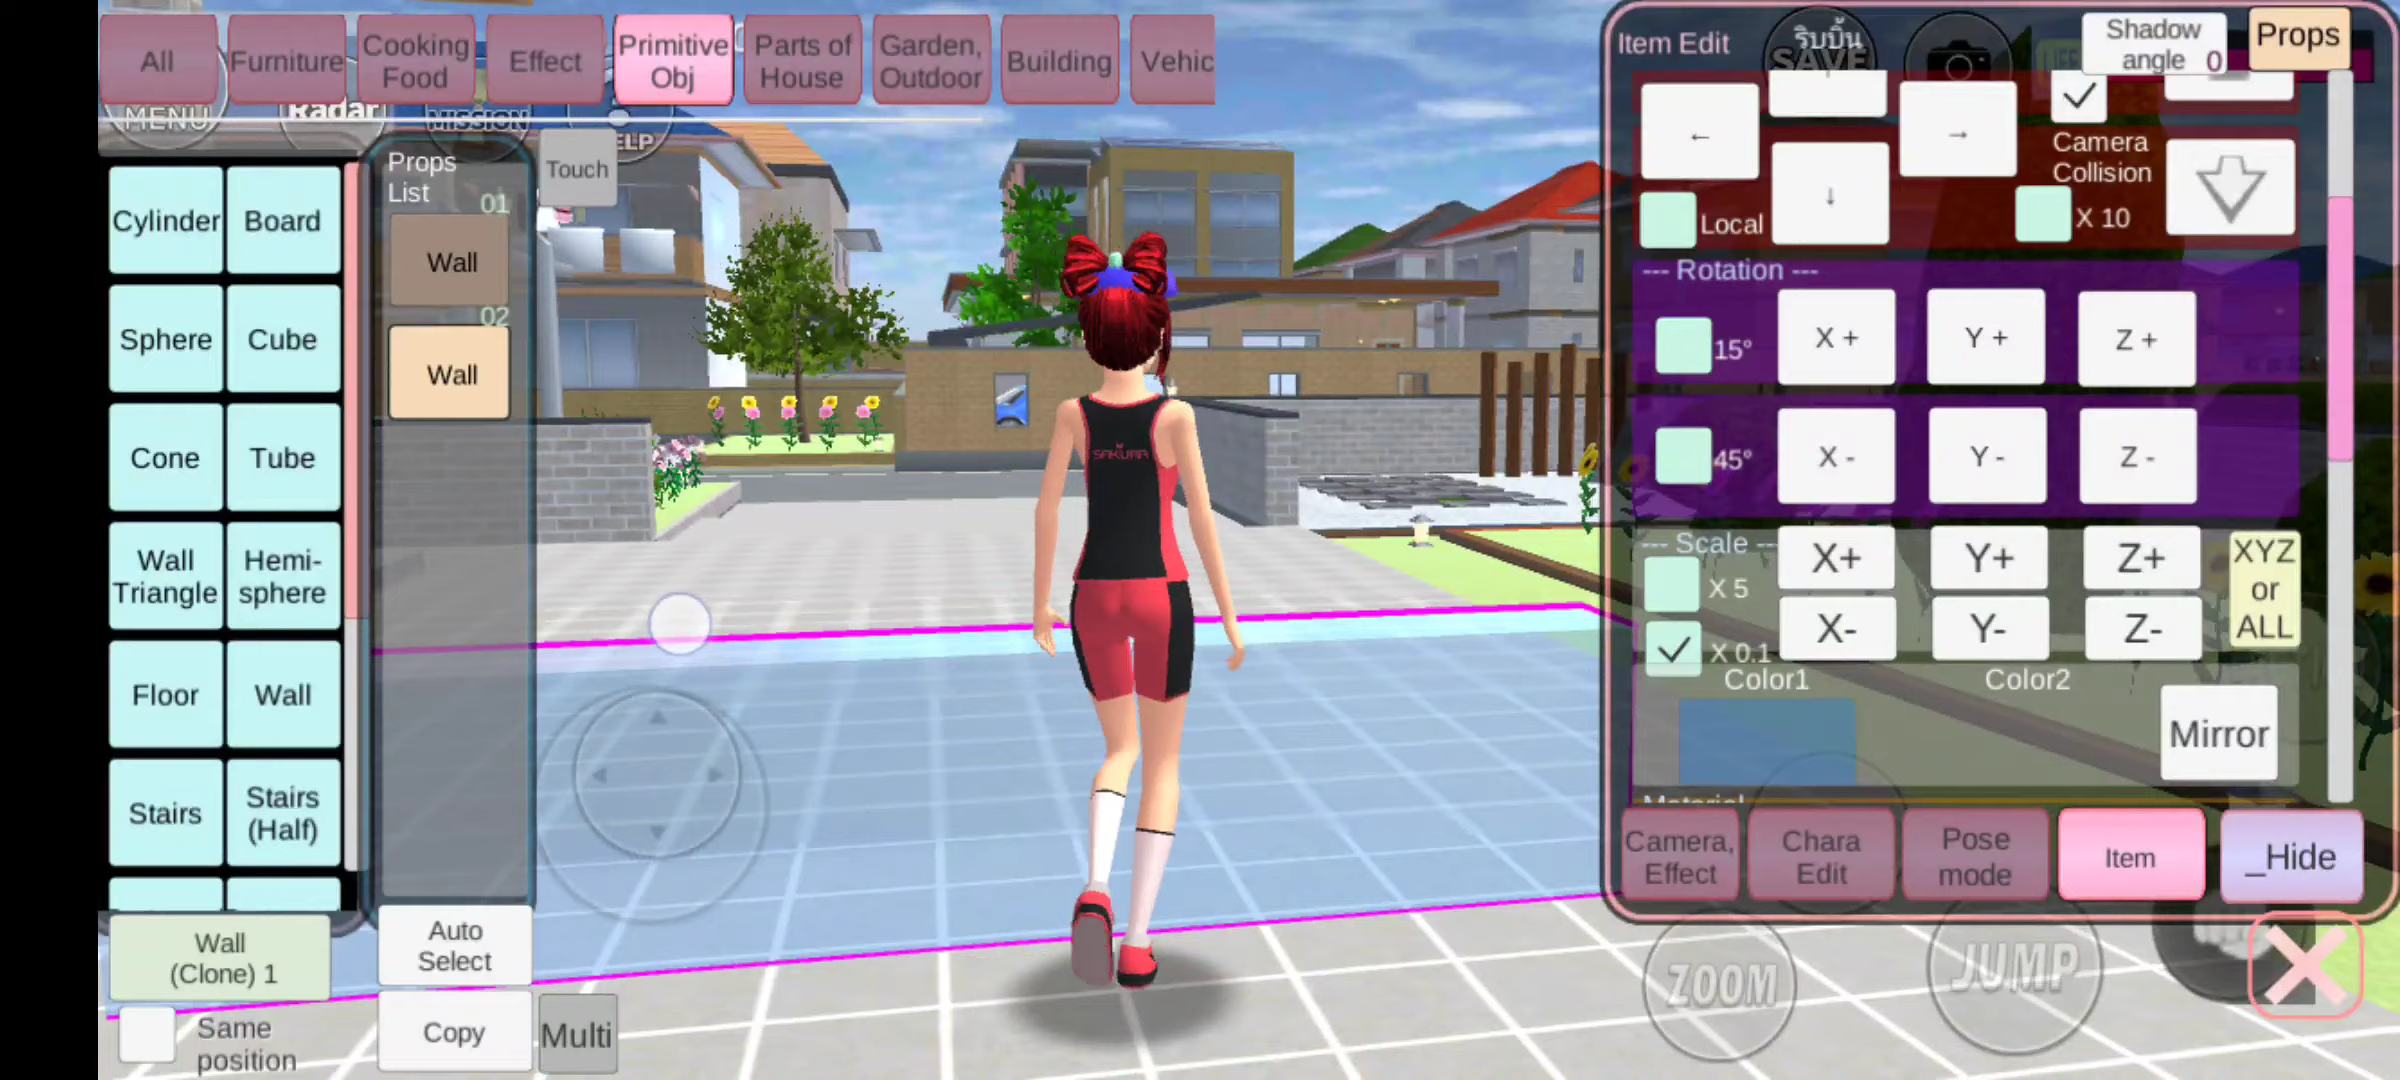 All
Furniture
Cooking
Food
Effect
Primitive
Obj
Parts of
House
Garden,
Outdoor
Building
Vehic
MENU
Radar
MISSION
ELP
Cylinder
Board
Sphere
Cube
Cone
Tube
Wall
Triangle
Hemi-
sphere
Floor
Wall
Stairs
Stairs
(Half)
Wall
(Clone) 1
Same
position
Props
List
01
Wall
02
Wall
Touch
Auto
Select
Copy
Multi
SAKURA
Item Edit
ริบบิ้น
SAVE
Shadow
angle 0
Props
←
→
↓
Camera
Collision
Local
X 10
--- Rotation ---
15°
X +
Y +
Z +
45°
X -
Y -
Z -
--- Scale ---
X 5
X+
Y+
Z+
XYZ
or
ALL
X 0.1
X-
Y-
Z-
Color1
Color2
Mirror
Material
Camera,
Effect
Chara
Edit
Pose
mode
Item
_Hide
ZOOM
JUMP